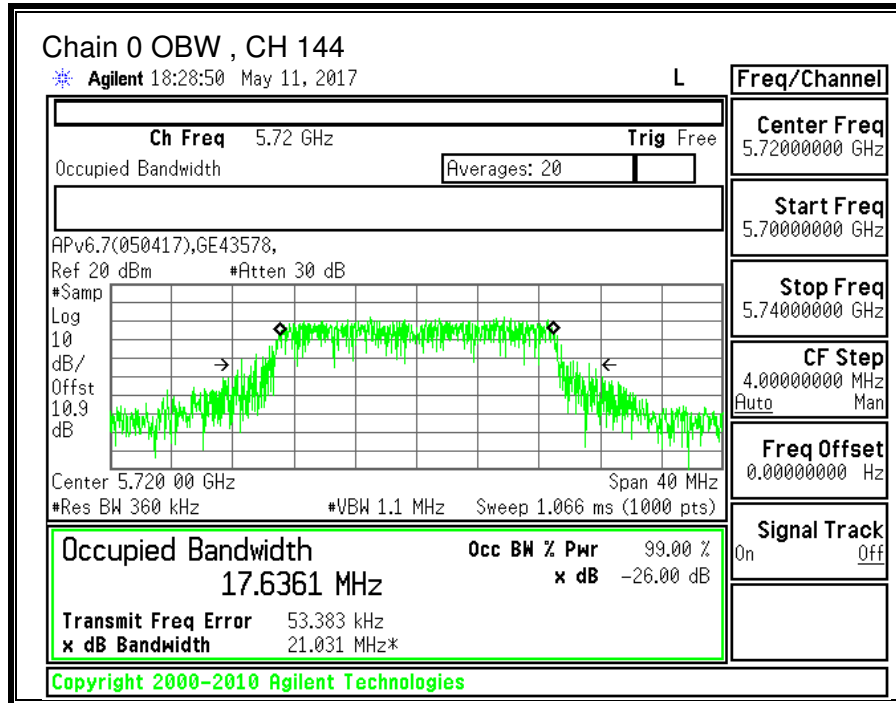 Chain 0 OBW , CH 144
Agilent 18:28:50 May 11, 2017 L
Freq/Channel
Ch Freq 5.72 GHz Trig Free
Occupied Bandwidth Averages: 20
Center Freq
5.72000000 GHz
Start Freq
5.70000000 GHz
Stop Freq
5.74000000 GHz
CF Step
4.00000000 MHz
Auto Man
Freq Offset
0.00000000 Hz
Signal Track
On Off
APv6.7(050417),GE43578,
Ref 20 dBm #Atten 30 dB
#Samp
Log
10
dB/
Offst
10.9
dB
Center 5.720 00 GHz Span 40 MHz
#Res BW 360 kHz #VBW 1.1 MHz Sweep 1.066 ms (1000 pts)
Occupied Bandwidth Occ BW % Pwr 99.00 %
17.6361 MHz x dB -26.00 dB
Transmit Freq Error 53.383 kHz
x dB Bandwidth 21.031 MHz*
Copyright 2000-2010 Agilent Technologies